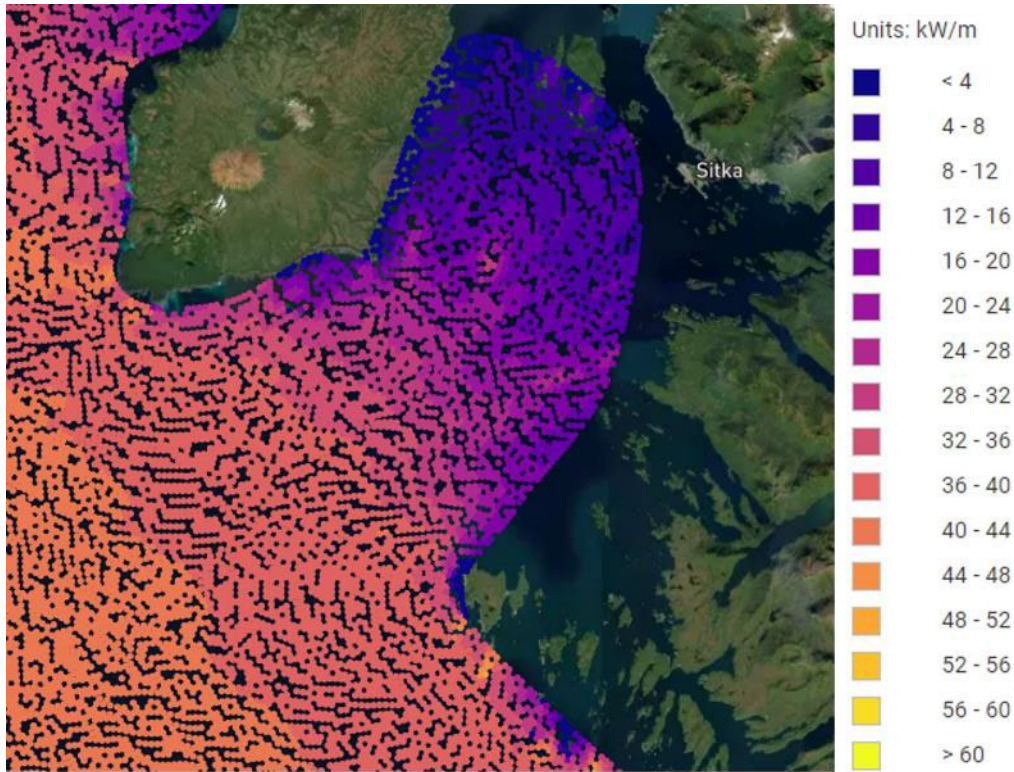 Units: kW/m
< 4
4 - 8
8 - 12
12 - 16
Sitka
16 - 20
20 - 24
24 - 28
28 - 32
32 - 36
36 - 40
40 - 44
44 - 48
48 - 52
52 - 56
56 - 60
> 60